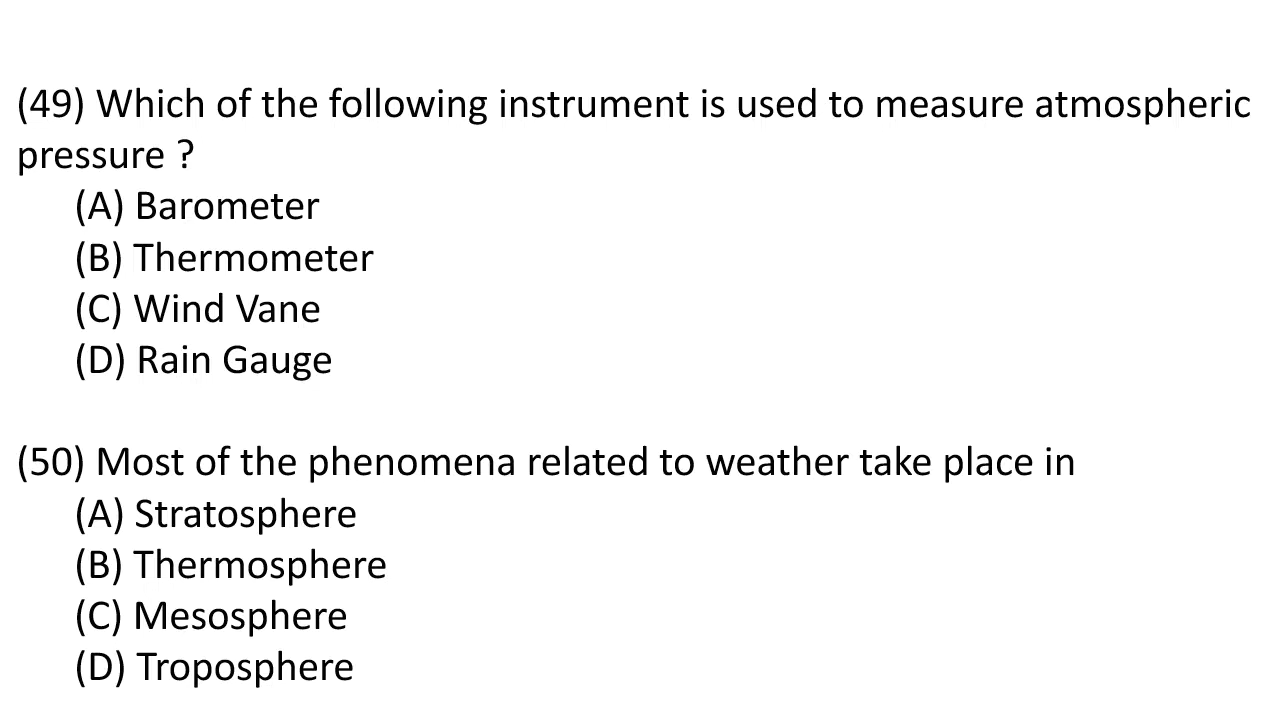 (49) Which of the following instrument is used to measure atmospheric
pressure ?
(A) Barometer
(B) Thermometer
(C) Wind Vane
(D) Rain Gauge
(50) Most of the phenomena related to weather take place in
(A) Stratosphere
(B) Thermosphere
(C) Mesosphere
(D) Troposphere